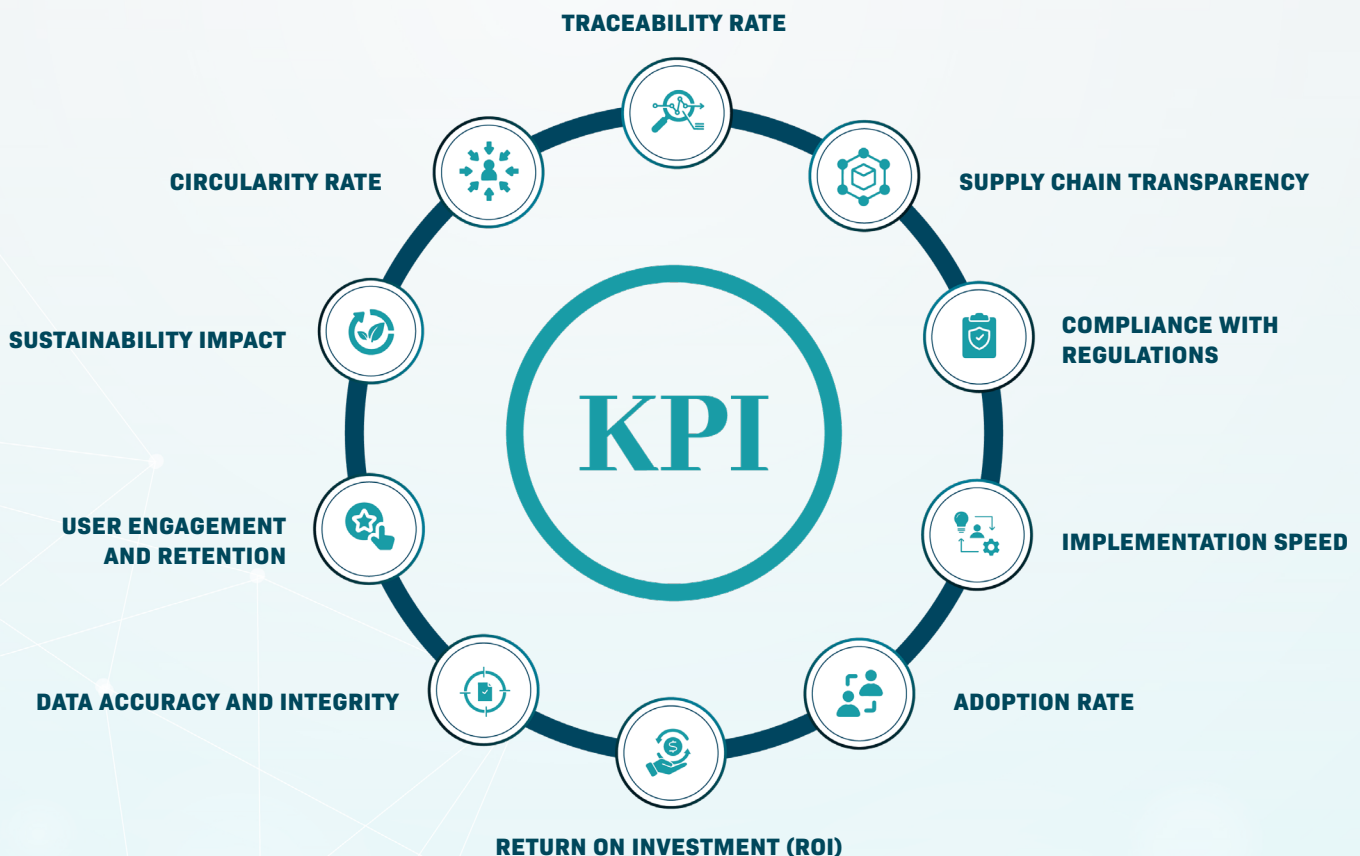 TRACEABILITY RATE
CIRCULARITY RATE
SUPPLY CHAIN TRANSPARENCY
SUSTAINABILITY IMPACT
COMPLIANCE WITH
REGULATIONS
KPI
USER ENGAGEMENT
AND RETENTION
IMPLEMENTATION SPEED
DATA ACCURACY AND INTEGRITY
ADOPTION RATE
RETURN ON INVESTMENT (ROI)